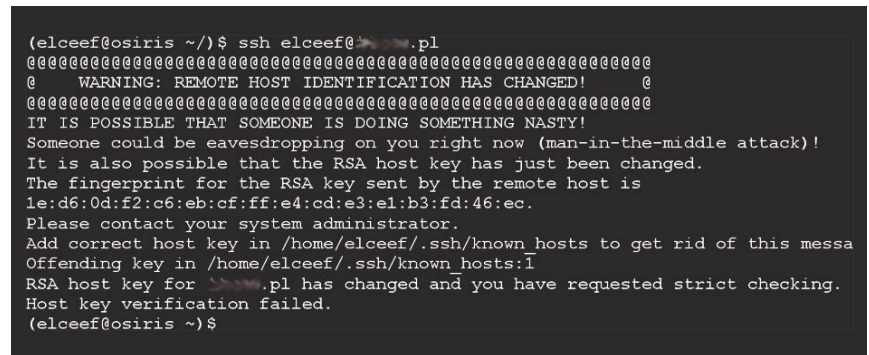 (elceef@osiris ~/)$ ssh elceef@ .pl
@@@@@@@@@@@@@@@@@@@@@@@@@@@@@@@@@@@@@@@@@@@@@@@@@@@@@@@@@@@
@    WARNING: REMOTE HOST IDENTIFICATION HAS CHANGED!     @
@@@@@@@@@@@@@@@@@@@@@@@@@@@@@@@@@@@@@@@@@@@@@@@@@@@@@@@@@@@
IT IS POSSIBLE THAT SOMEONE IS DOING SOMETHING NASTY!
Someone could be eavesdropping on you right now (man-in-the-middle attack)!
It is also possible that the RSA host key has just been changed.
The fingerprint for the RSA key sent by the remote host is
1e:d6:0d:f2:c6:eb:cf:ff:e4:cd:e3:e1:b3:fd:46:ec.
Please contact your system administrator.
Add correct host key in /home/elceef/.ssh/known_hosts to get rid of this messa
Offending key in /home/elceef/.ssh/known_hosts:1
RSA host key for .pl has changed and you have requested strict checking.
Host key verification failed.
(elceef@osiris ~)$